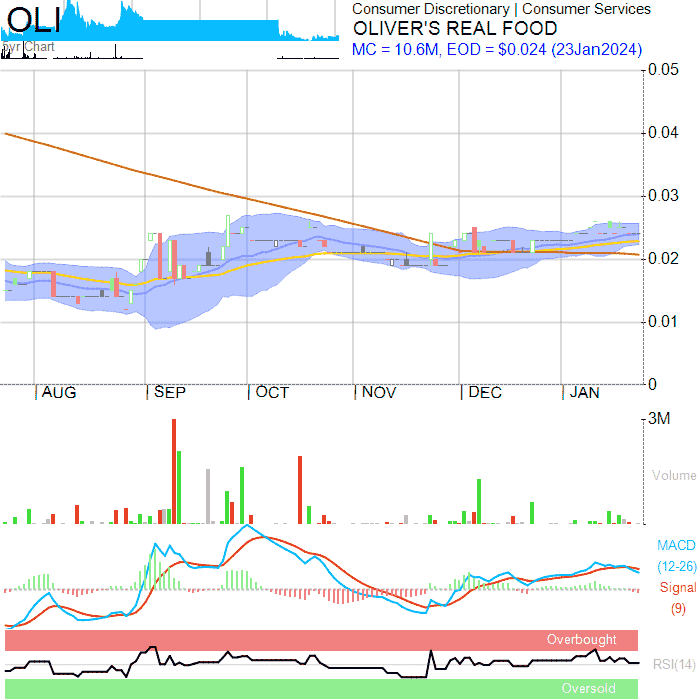 OLI
5yr Chart
Consumer Discretionary | Consumer Services
OLIVER'S REAL FOOD
MC = 10.6M, EOD = $0.024 (23Jan2024)
0.05
0.04
0.03
0.02
0.01
0
AUG SEP OCT NOV DEC JAN
3M
Volume
MACD
(12-26)
Signal
(9)
Overbought
RSI(14)
Oversold